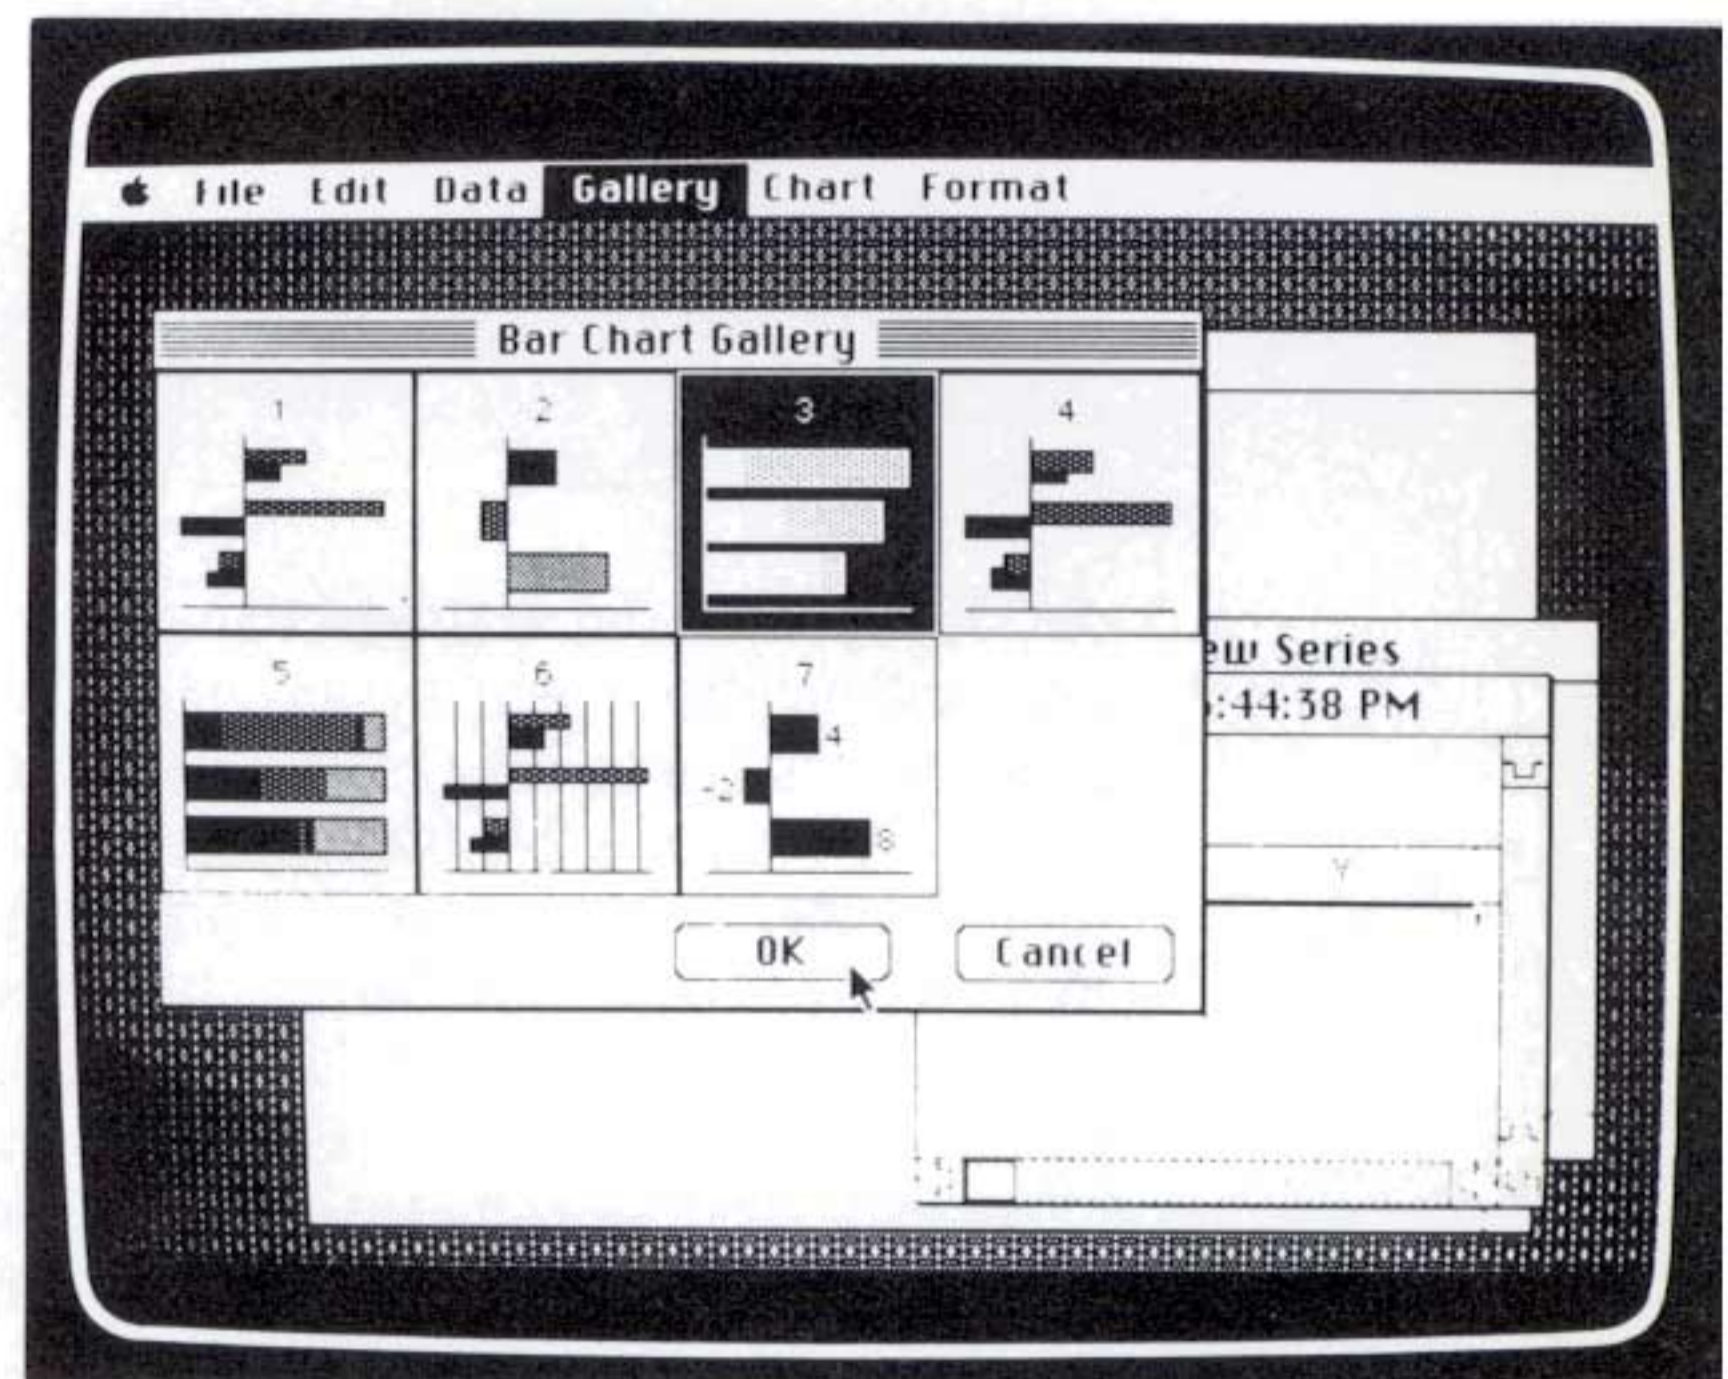 File Edit Data Gallery Chart Format
Bar Chart Gallery
1 2 3 4
ew Series
:44:38 PM
5 6 7
4
8
OK Cancel